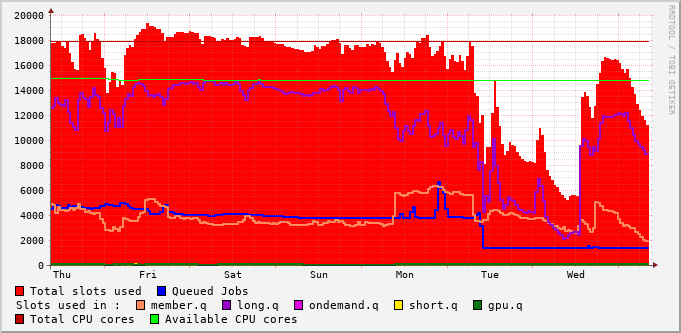 20000
18000
16000
14000
12000
10000
8000
6000
4000
2000
0
Thu Fri Sat Sun Mon Tue Wed
Total slots used Queued Jobs
Slots used in : member.q long.q ondemand.q short.q gpu.q
Total CPU cores Available CPU cores
RRDTOOL / TOBI OETIKER